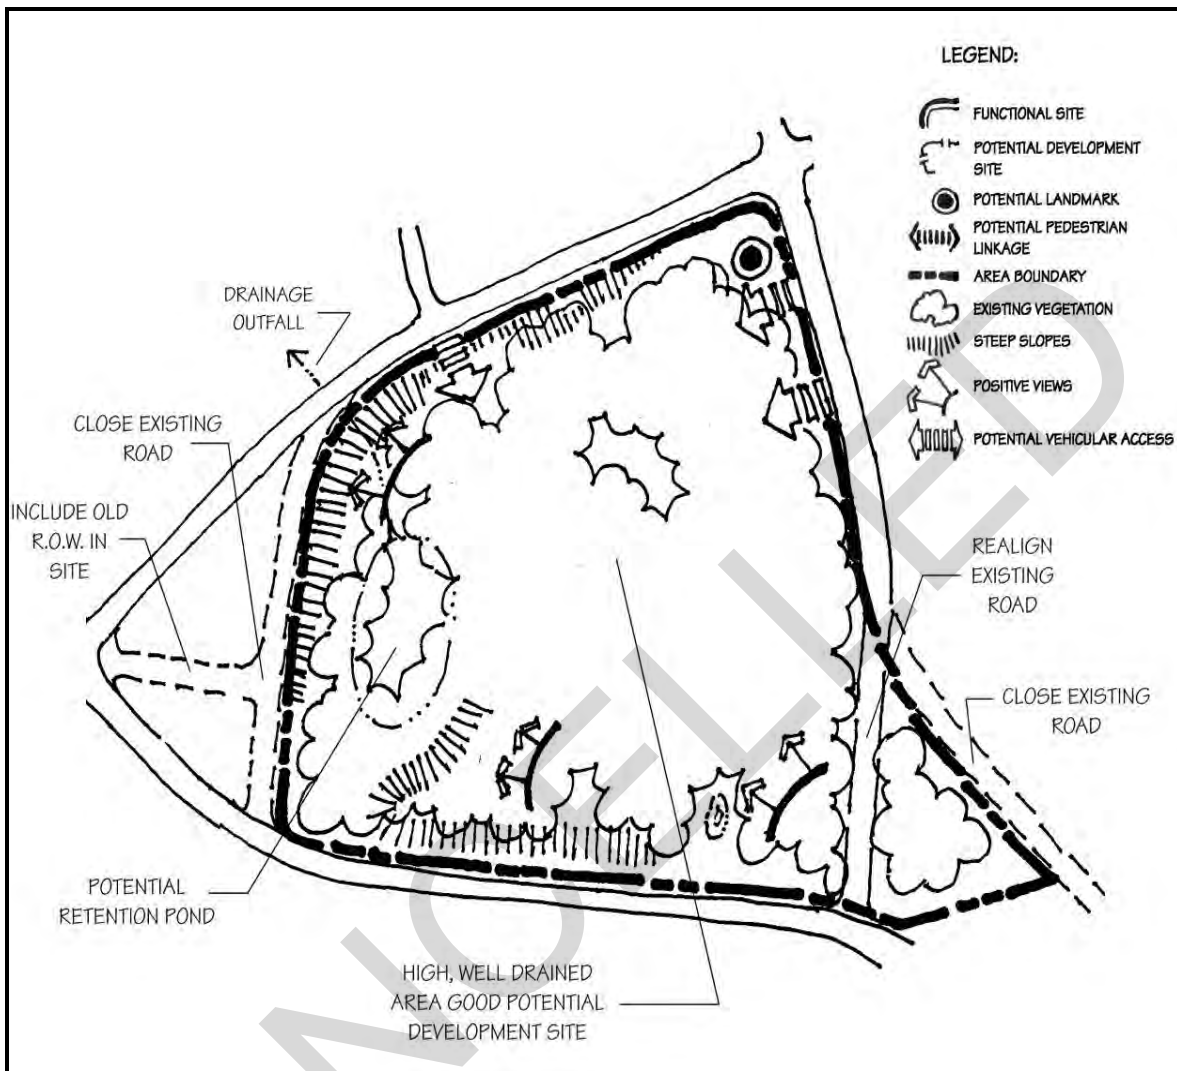 LEGEND:
FUNCTIONAL SITE
POTENTIAL DEVELOPMENT
SITE
POTENTIAL LANDMARK
POTENTIAL PEDESTRIAN
LINKAGE
AREA BOUNDARY
EXISTING VEGETATION
STEEP SLOPES
POSITIVE VIEWS
POTENTIAL VEHICULAR ACCESS
DRAINAGE
OUTFALL
CLOSE EXISTING
ROAD
INCLUDE OLD
R.O.W. IN
SITE
REALIGN
EXISTING
ROAD
CLOSE EXISTING
ROAD
POTENTIAL
RETENTION POND
HIGH, WELL DRAINED
AREA GOOD POTENTIAL
DEVELOPMENT SITE
NCELLED